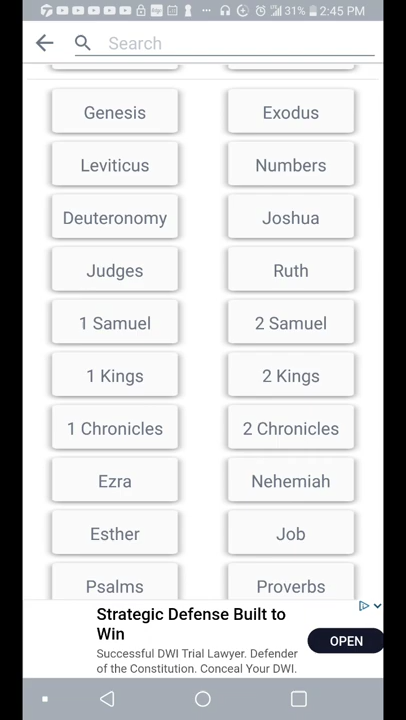 31% 2:45 PM
Search
Genesis Exodus
Leviticus Numbers
Deuteronomy Joshua
Judges Ruth
1 Samuel 2 Samuel
1 Kings 2 Kings
1 Chronicles 2 Chronicles
Ezra Nehemiah
Esther Job
Psalms Proverbs
Strategic Defense Built to
Win
Successful DWI Trial Lawyer. Defender
of the Constitution. Conceal Your DWI.
OPEN